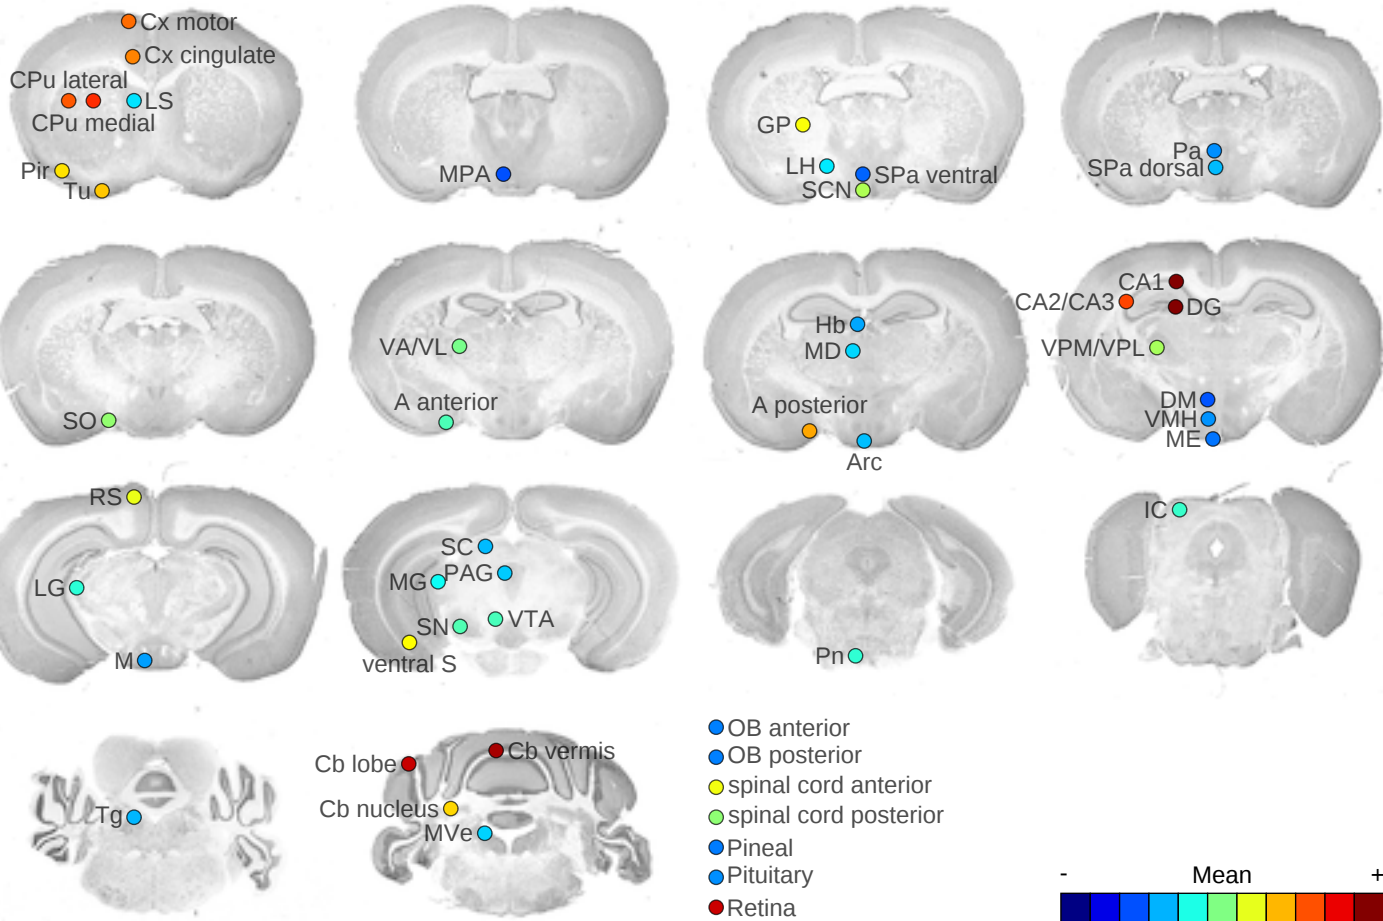 Cx motor
Cx cingulate
CPu lateral
LS
CPu medial
Pir
Tu
MPA
GP
LH
SPa ventral
SCN
Pa
SPa dorsal
SO
VA/VL
A anterior
Hb
MD
A posterior
Arc
CA1
CA2/CA3
DG
VPM/VPL
DM
VMH
ME
RS
LG
M
SC
PAG
MG
SN
VTA
ventral S
Pn
IC
Tg
Cb lobe
Cb vermis
Cb nucleus
MVe
OB anterior
OB posterior
spinal cord anterior
spinal cord posterior
Pineal
Pituitary
Retina
- Mean +